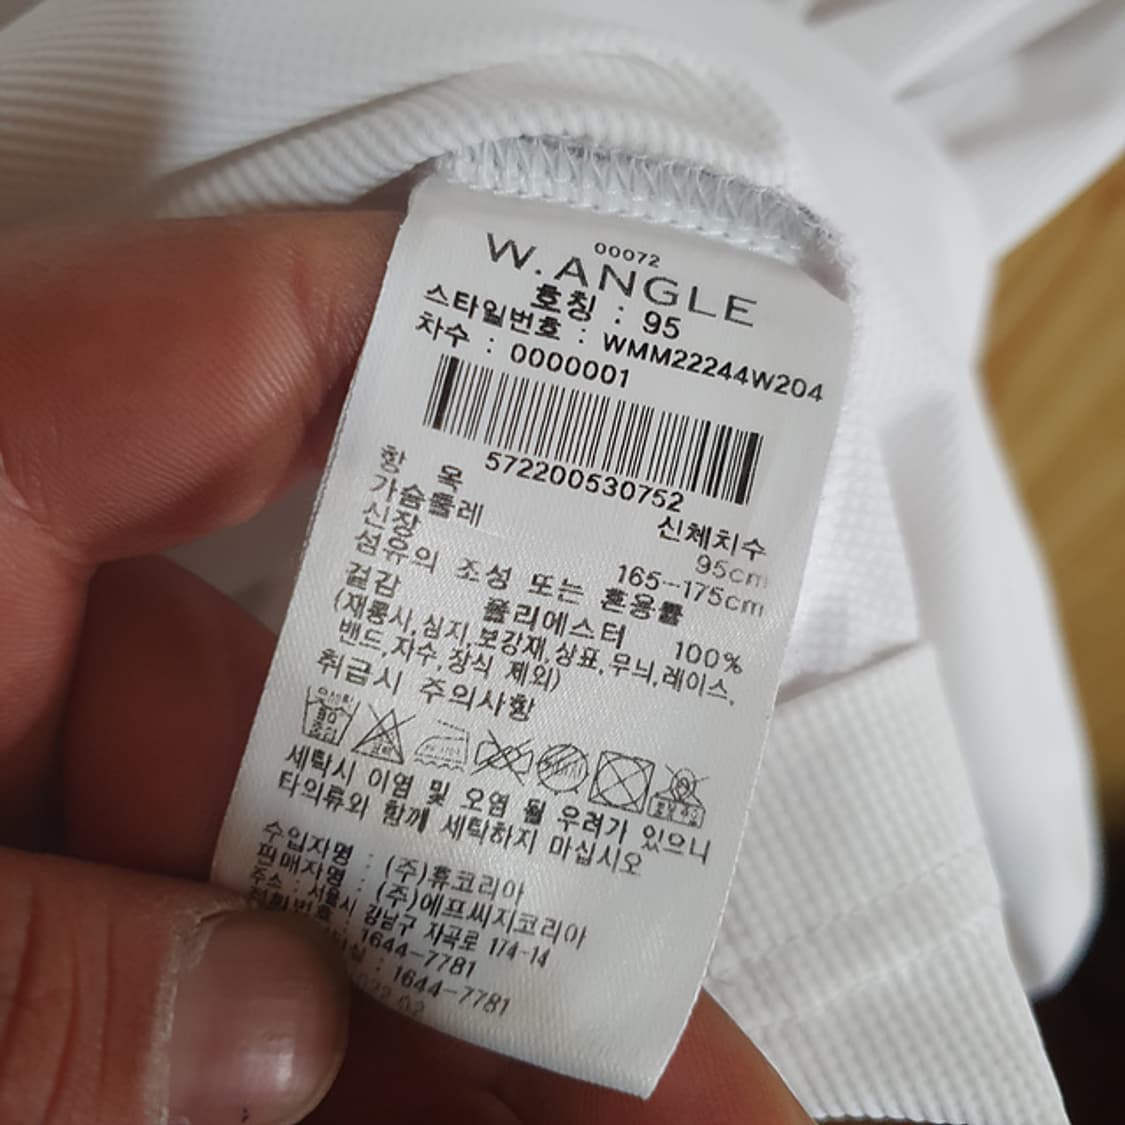 00072
W.ANGLE
호칭 : 95
스타일번호 : WMM22244W204
차수 : 0000001
572200530752
항 목 신체치수
가슴둘레 95cm
신장 165--175cm
섬유의 조성 또는 혼용률
겉감 폴리에스터 100%
(재봉사,심지,보강재,상표,무늬,레이스,
밴드,자수,장식 제외)
취급시 주의사항
세탁시 이염 및 오염 될 우려가 있으니
타의류와 함께 세탁하지 마십시오
수입자명 : (주)휴코리아
판매자명 : (주)에프씨지코리아
주소 : 서울시 강남구 자곡로 174-14
전화번호 : 1644-7781
: 1644-7781